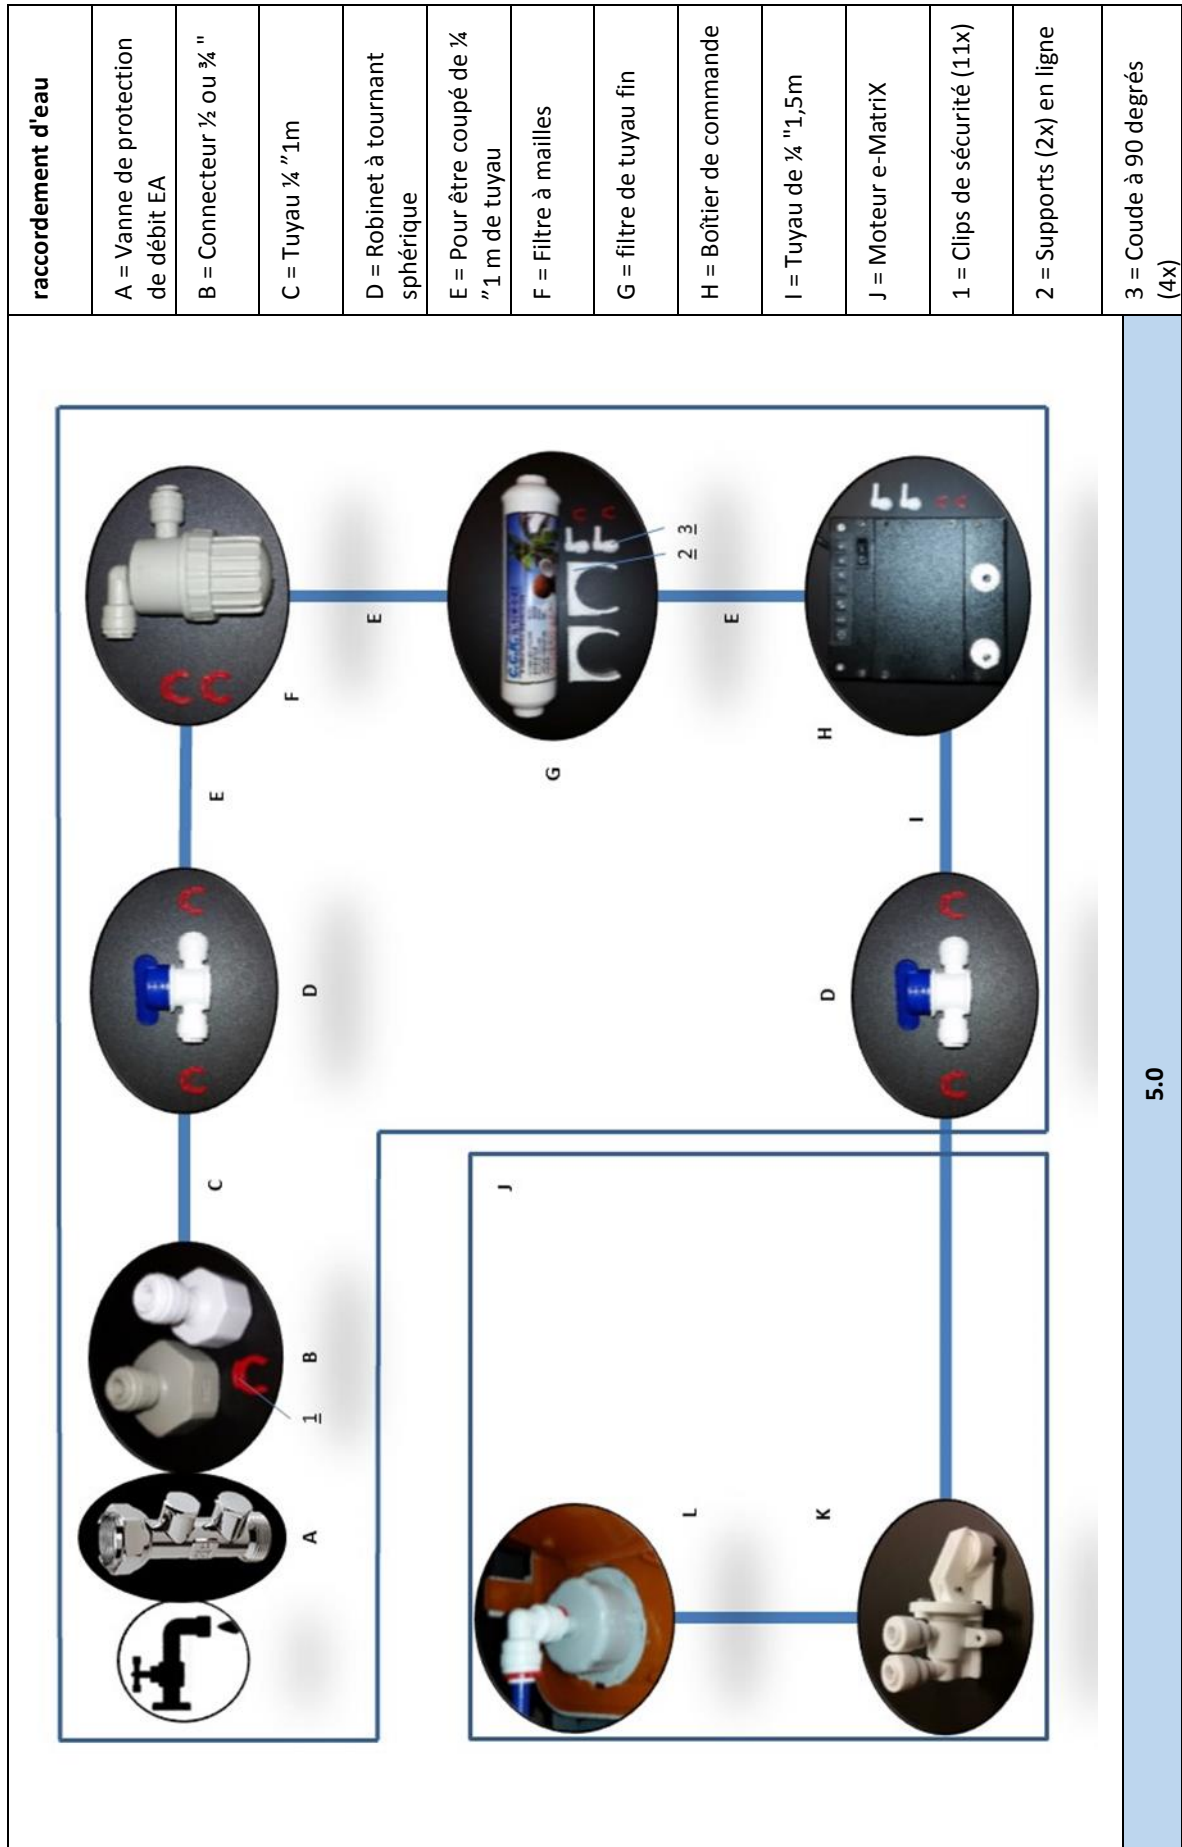 raccordement d'eau
A = Vanne de protection
de débit EA
B = Connecteur ½ ou ¾ "
C = Tuyau ¼ ”1m
D = Robinet à tournant
sphérique
E = Pour être coupé de ¼
”1 m de tuyau
F = Filtre à mailles
G = filtre de tuyau fin
H = Boîtier de commande
I = Tuyau de ¼ "1,5m
J = Moteur e-MatriX
1 = Clips de sécurité (11x)
2 = Supports (2x) en ligne
3 = Coude à 90 degrés
(4x)
A
1
B
C
D
E
F
E
G
2
3
E
H
I
D
J
K
L
5.0